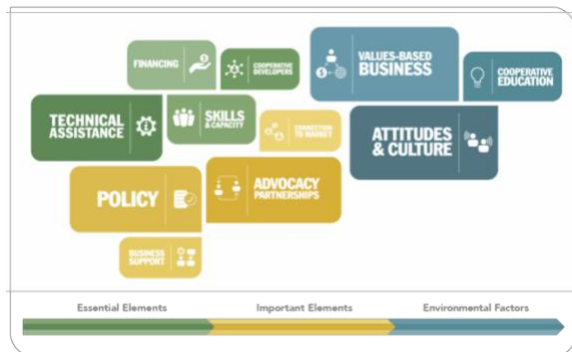 FINANCING
COOPERATIVE
DEVELOPERS
VALUES-BASED
BUSINESS
COOPERATIVE
EDUCATION
TECHNICAL
ASSISTANCE
SKILLS
& CAPACITY
CONNECTION
TO MARKET
ATTITUDES
& CULTURE
POLICY
ADVOCACY
PARTNERSHIPS
BUSINESS
SUPPORT
Essential Elements
Important Elements
Environmental Factors